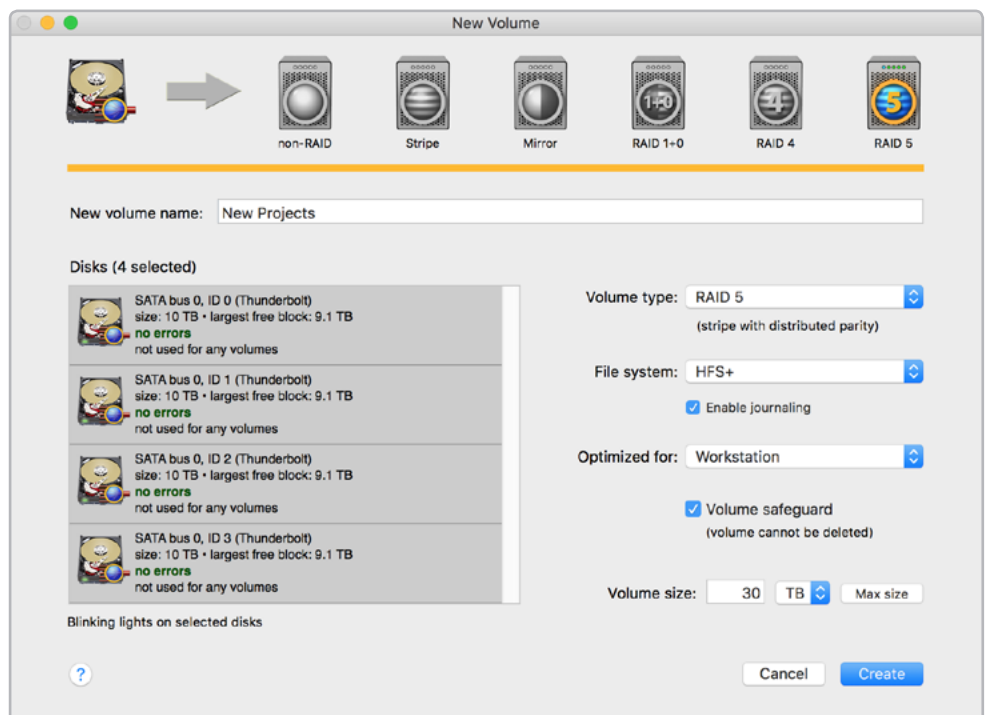 New Volume
1+0
4
5
non-RAID
Stripe
Mirror
RAID 1+0
RAID 4
RAID 5
New volume name: New Projects
Disks (4 selected)
SATA bus 0, ID 0 (Thunderbolt)
size: 10 TB • largest free block: 9.1 TB
no errors
not used for any volumes
SATA bus 0, ID 1 (Thunderbolt)
size: 10 TB • largest free block: 9.1 TB
no errors
not used for any volumes
SATA bus 0, ID 2 (Thunderbolt)
size: 10 TB • largest free block: 9.1 TB
no errors
not used for any volumes
SATA bus 0, ID 3 (Thunderbolt)
size: 10 TB • largest free block: 9.1 TB
no errors
not used for any volumes
Blinking lights on selected disks
Volume type: RAID 5
(stripe with distributed parity)
File system: HFS+
Enable journaling
Optimized for: Workstation
Volume safeguard
(volume cannot be deleted)
Volume size: 30 TB Max size
?
Cancel
Create